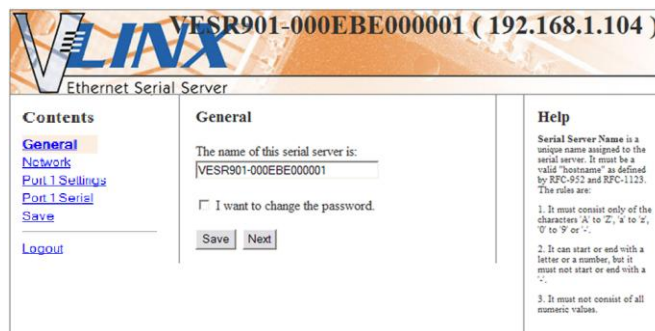 VLINX
VESR901-000EBE000001 ( 192.168.1.104 )
Ethernet Serial Server
Contents
General
Network
Port 1 Settings
Port 1 Serial
Save
Logout
General
The name of this serial server is:
VESR901-000EBE000001
I want to change the password.
Save Next
Help
Serial Server Name is a
unique name assigned to the
serial server. It must be a
valid "hostname" as defined
by RFC-952 and RFC-1123.
The rules are:
1. It must consist only of the
characters 'A' to 'Z', 'a' to 'z',
'0' to '9' or '-'.
2. It can start or end with a
letter or a number, but it
must not start or end with a
'-'.
3. It must not consist of all
numeric values.